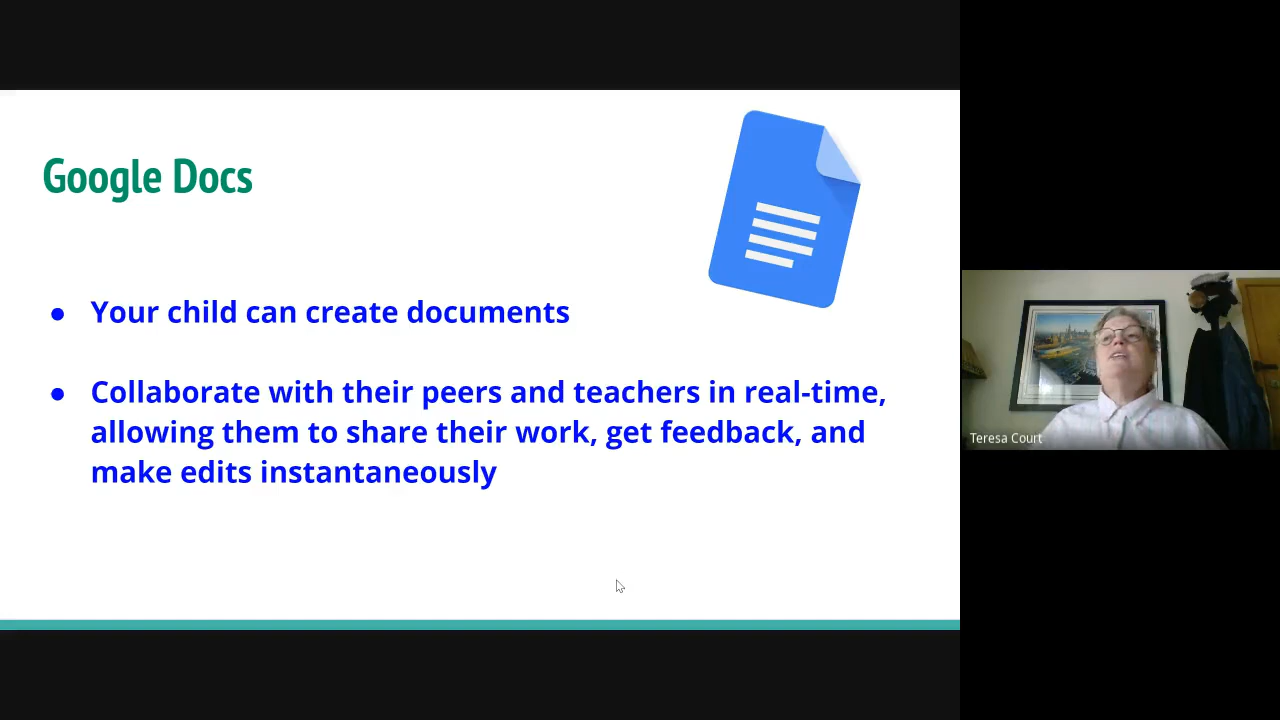 Google Docs
● Your child can create documents
● Collaborate with their peers and teachers in real-time,
allowing them to share their work, get feedback, and
make edits instantaneously
Teresa Court